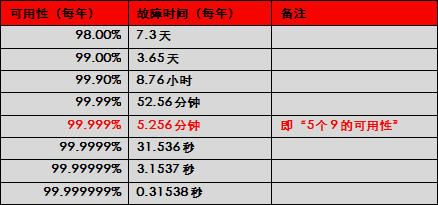 可用性（每年） 故障时间（每年） 备注
98.00% 7.3天
99.00% 3.65天
99.90% 8.76小时
99.99% 52.56分钟
99.999% 5.256分钟 即“5个9的可用性”
99.9999% 31.536秒
99.99999% 3.1537秒
99.999999% 0.31538秒